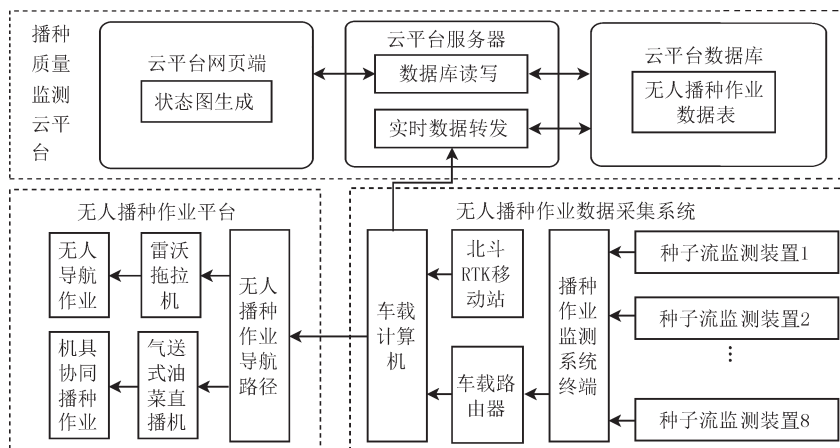 播种
质量
监测
云平
台
云平台网页端
状态图生成
云平台服务器
数据库读写
实时数据转发
云平台数据库
无人播种作业
数据表
无人播种作业平台
无人
导航
作业
雷沃
拖拉
机
机具
协同
播种
作业
气送
式油
菜直
播机
无人
播种
作业
导航
路径
无人播种作业数据采集系统
车载
计算
机
北斗
RTK移
动站
车载路
由器
播种
作业
监测
系统
终端
种子流监测装置1
种子流监测装置2
⋮
种子流监测装置8